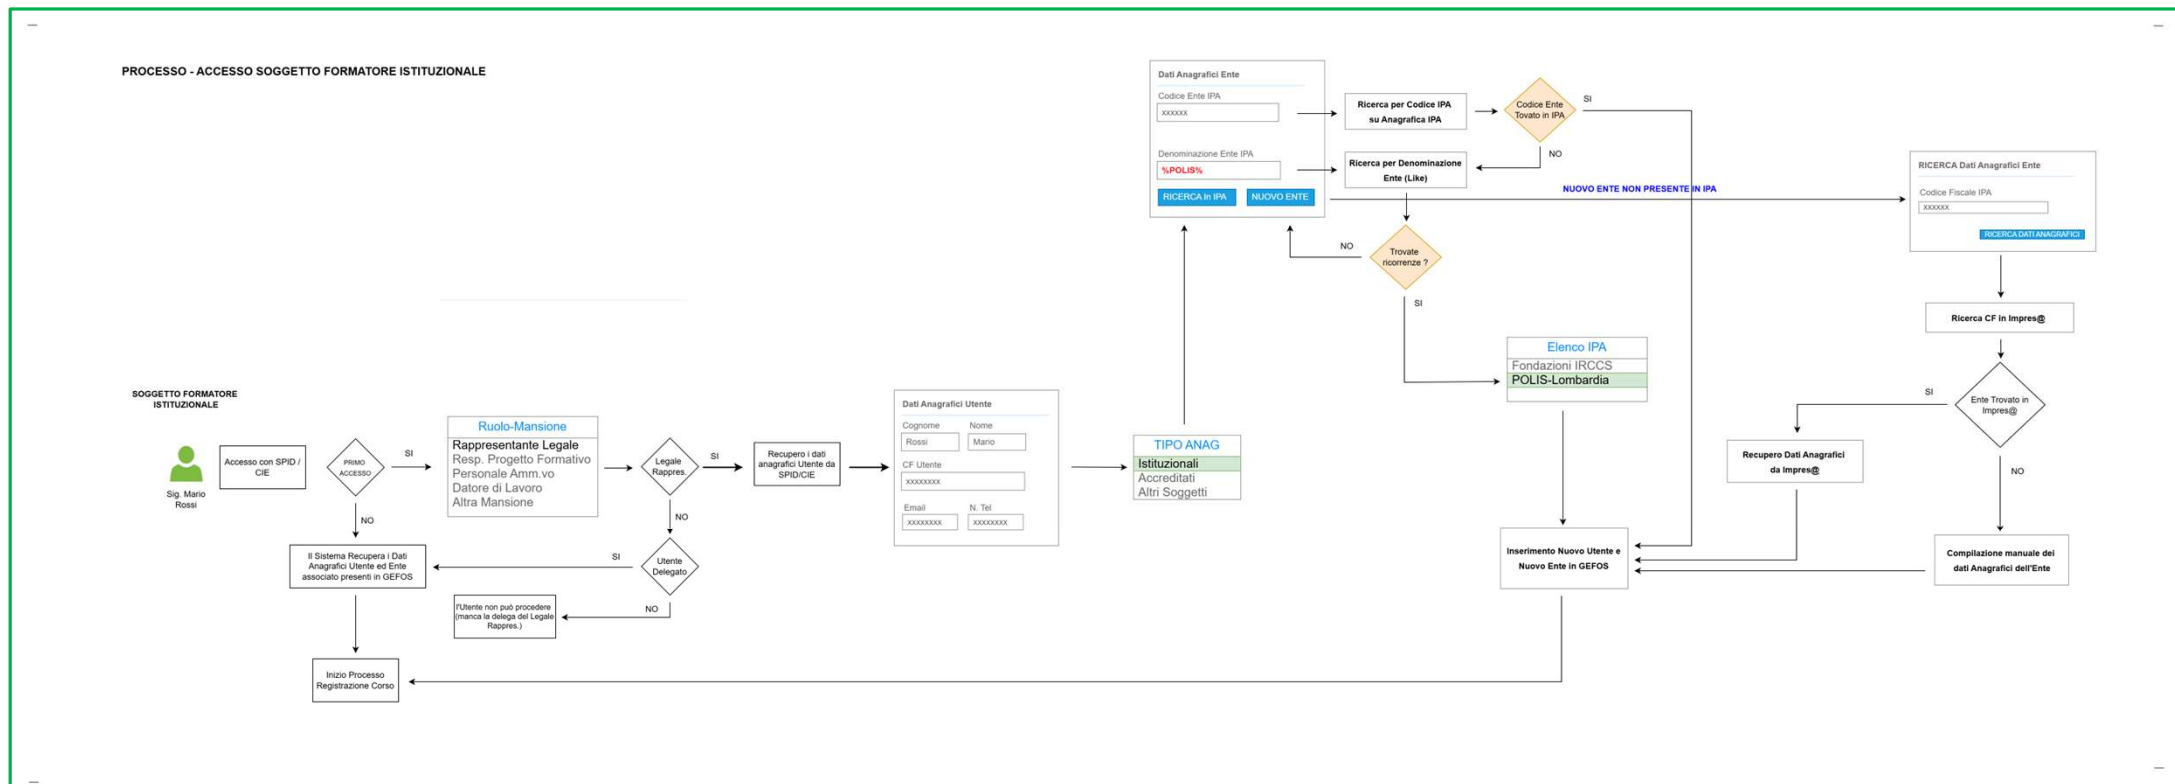 PROCESSO - ACCESSO SOGGETTO FORMATORE ISTITUZIONALE
Dati Anagrafici Ente
Codice Ente IPA
xxxxxx
Denominazione Ente IPA
%POLIS%
RICERCA In IPA
NUOVO ENTE
Ricerca per Codice IPA
su Anagrafica IPA
Codice Ente
Tovato in IPA
SI
NO
Ricerca per Denominazione
Ente (Like)
NUOVO ENTE NON PRESENTE IN IPA
RICERCA Dati Anagrafici Ente
Codice Fiscale IPA
xxxxxx
RICERCA DATI ANAGRAFICI
NO
Trovate
ricorrenze ?
SI
Ricerca CF in Impres@
Elenco IPA
Fondazioni IRCCS
POLIS-Lombardia
SI
Ente Trovato in
Impres@
NO
Recupero Dati Anagrafici
da Impres@
SOGGETTO FORMATORE
ISTITUZIONALE
Sig. Mario
Rossi
Accesso con SPID /
CIE
PRIMO
ACCESSO
SI
NO
Ruolo-Mansione
Rappresentante Legale
Resp. Progetto Formativo
Personale Amm.vo
Datore di Lavoro
Altra Mansione
Legale
Rappres.
SI
NO
Recupero i dati
anagrafici Utente da
SPID/CIE
Dati Anagrafici Utente
Cognome
Nome
Rossi
Mario
CF Utente
xxxxxxxx
Email
N. Tel
xxxxxxxx
xxxxxxxx
TIPO ANAG
Istituzionali
Accreditati
Altri Soggetti
Il Sistema Recupera i Dati
Anagrafici Utente ed Ente
associato presenti in GEFOS
SI
Utente
Delegato
NO
l'Utente non può procedere
(manca la delega del Legale
Rappres.)
Inserimento Nuovo Utente e
Nuovo Ente in GEFOS
Compilazione manuale dei
dati Anagrafici dell'Ente
Inizio Processo
Registrazione Corso